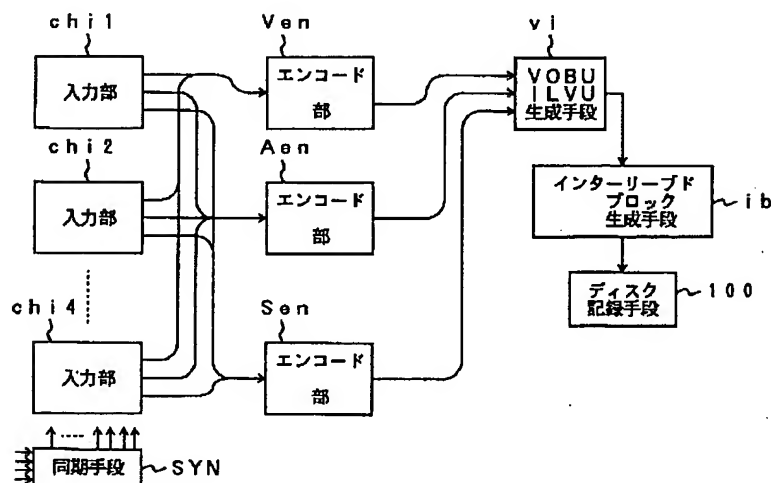 chi1
入力部
chi2
入力部
chi4
入力部
同期手段
SYN
Ven
エンコード
部
Aen
エンコード
部
Sen
エンコード
部
vi
VOBU
ILVU
生成手段
インターリーブド
ブロック
生成手段
ib
ディスク
記録手段
100